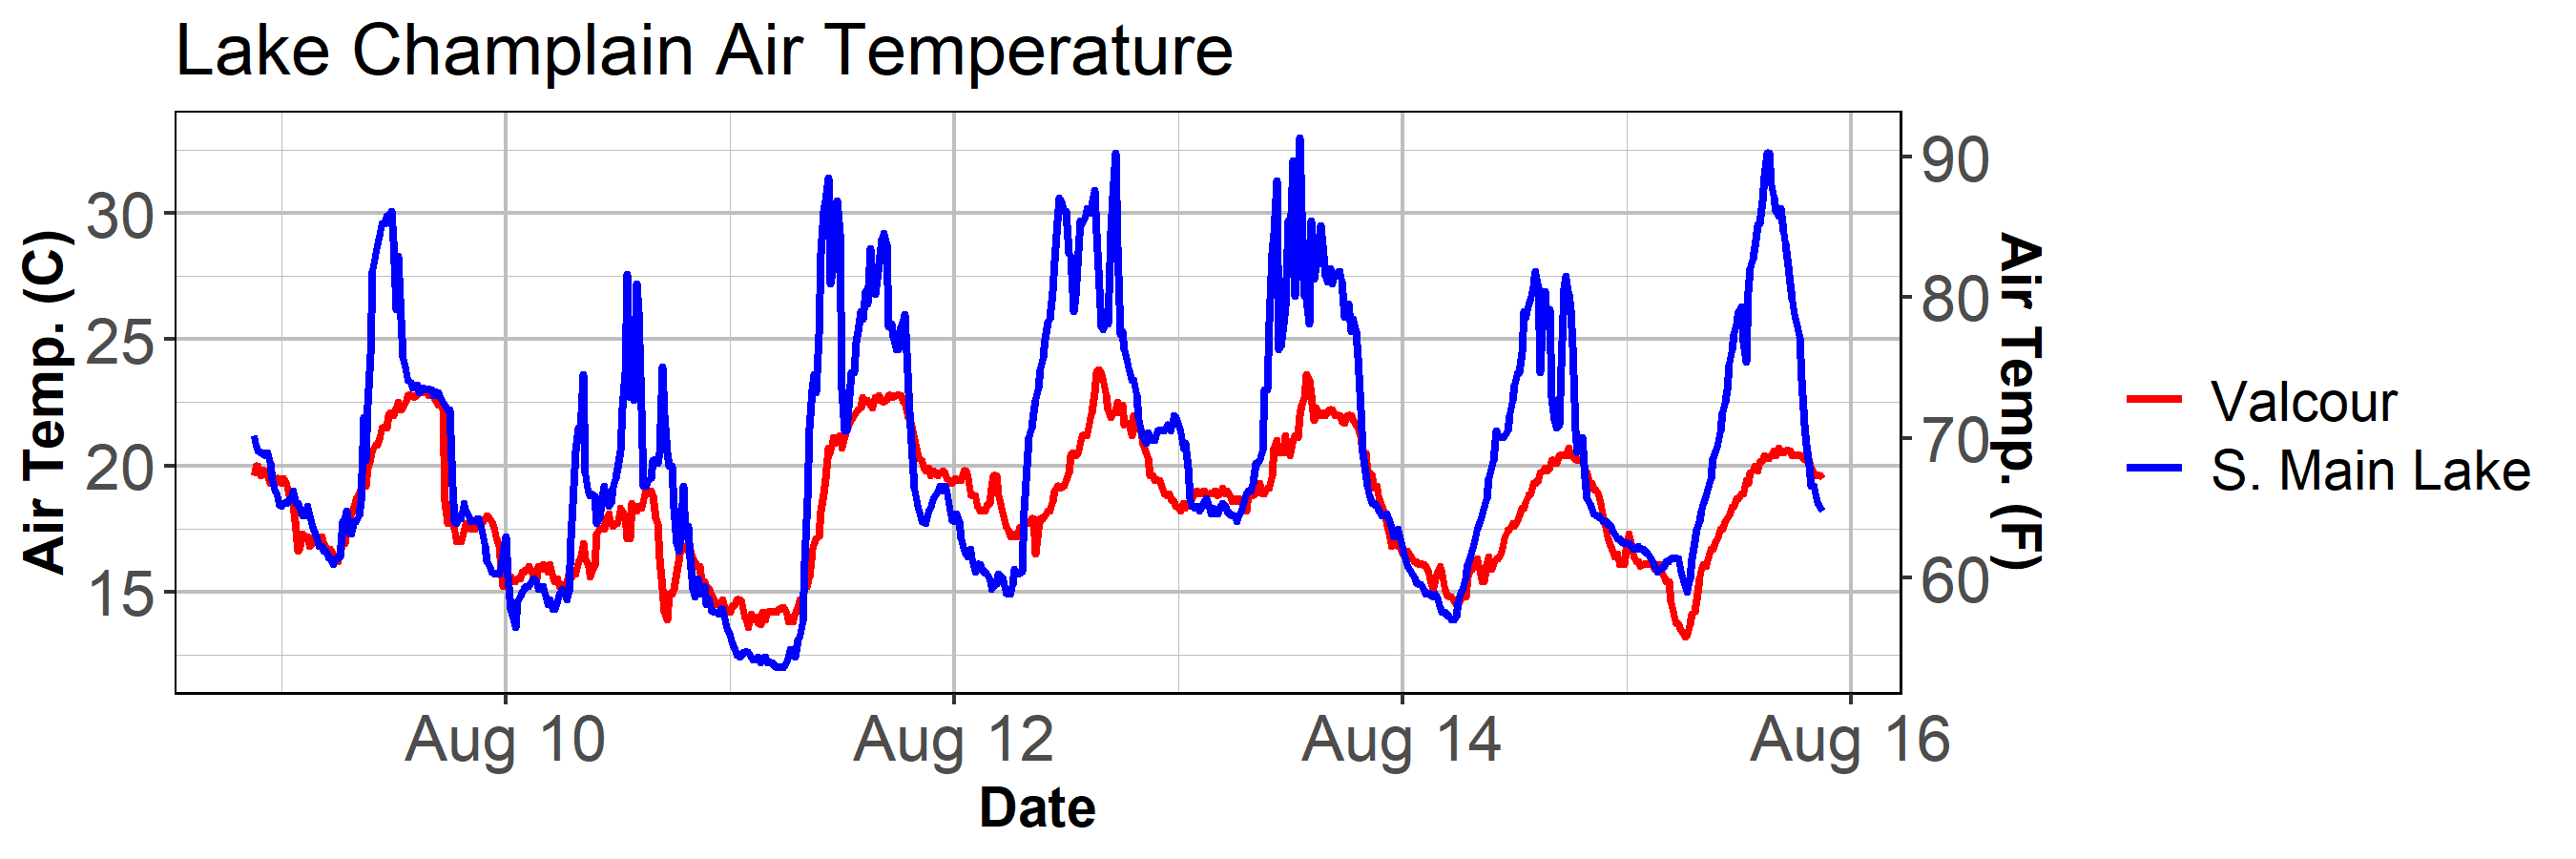 Lake Champlain Air Temperature
Air Temp. (C)
30
25
20
15
90
80
70
60
Air Temp. (F)
Aug 10
Aug 12
Aug 14
Aug 16
Date
Valcour
S. Main Lake